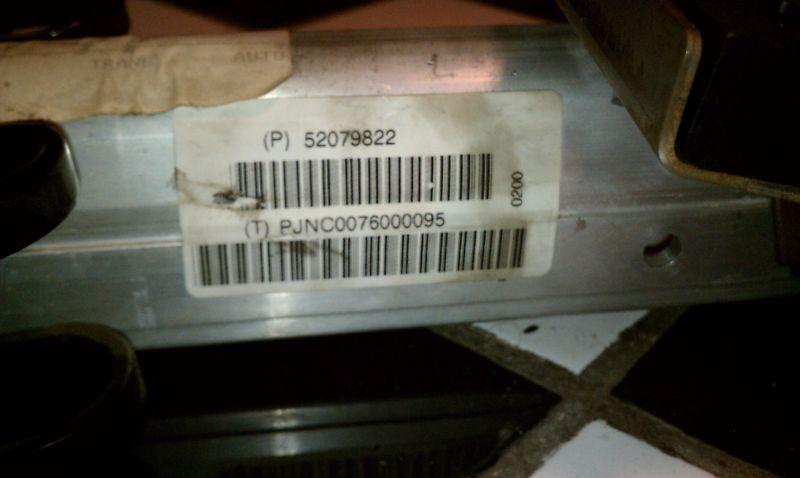 TRANS AUTO
(P) 52079822
0200
(T) PJNC0076000095